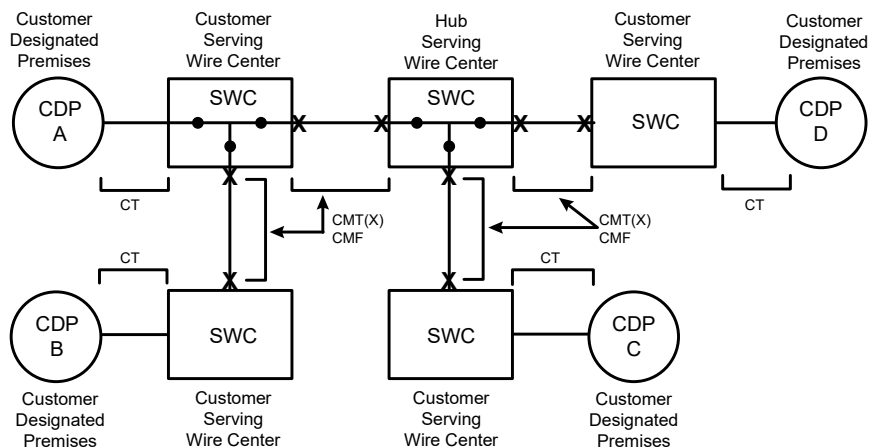 Customer
Designated
Premises
Customer
Serving
Wire Center
Hub
Serving
Wire Center
Customer
Serving
Wire Center
Customer
Designated
Premises
CDP
A
SWC
SWC
SWC
CDP
D
X
X
X
X
X
X
CT
CT
CMT(X)
CMF
CMT(X)
CMF
CT
CT
X
X
CDP
B
SWC
SWC
CDP
C
Customer
Designated
Premises
Customer
Serving
Wire Center
Customer
Serving
Wire Center
Customer
Designated
Premises